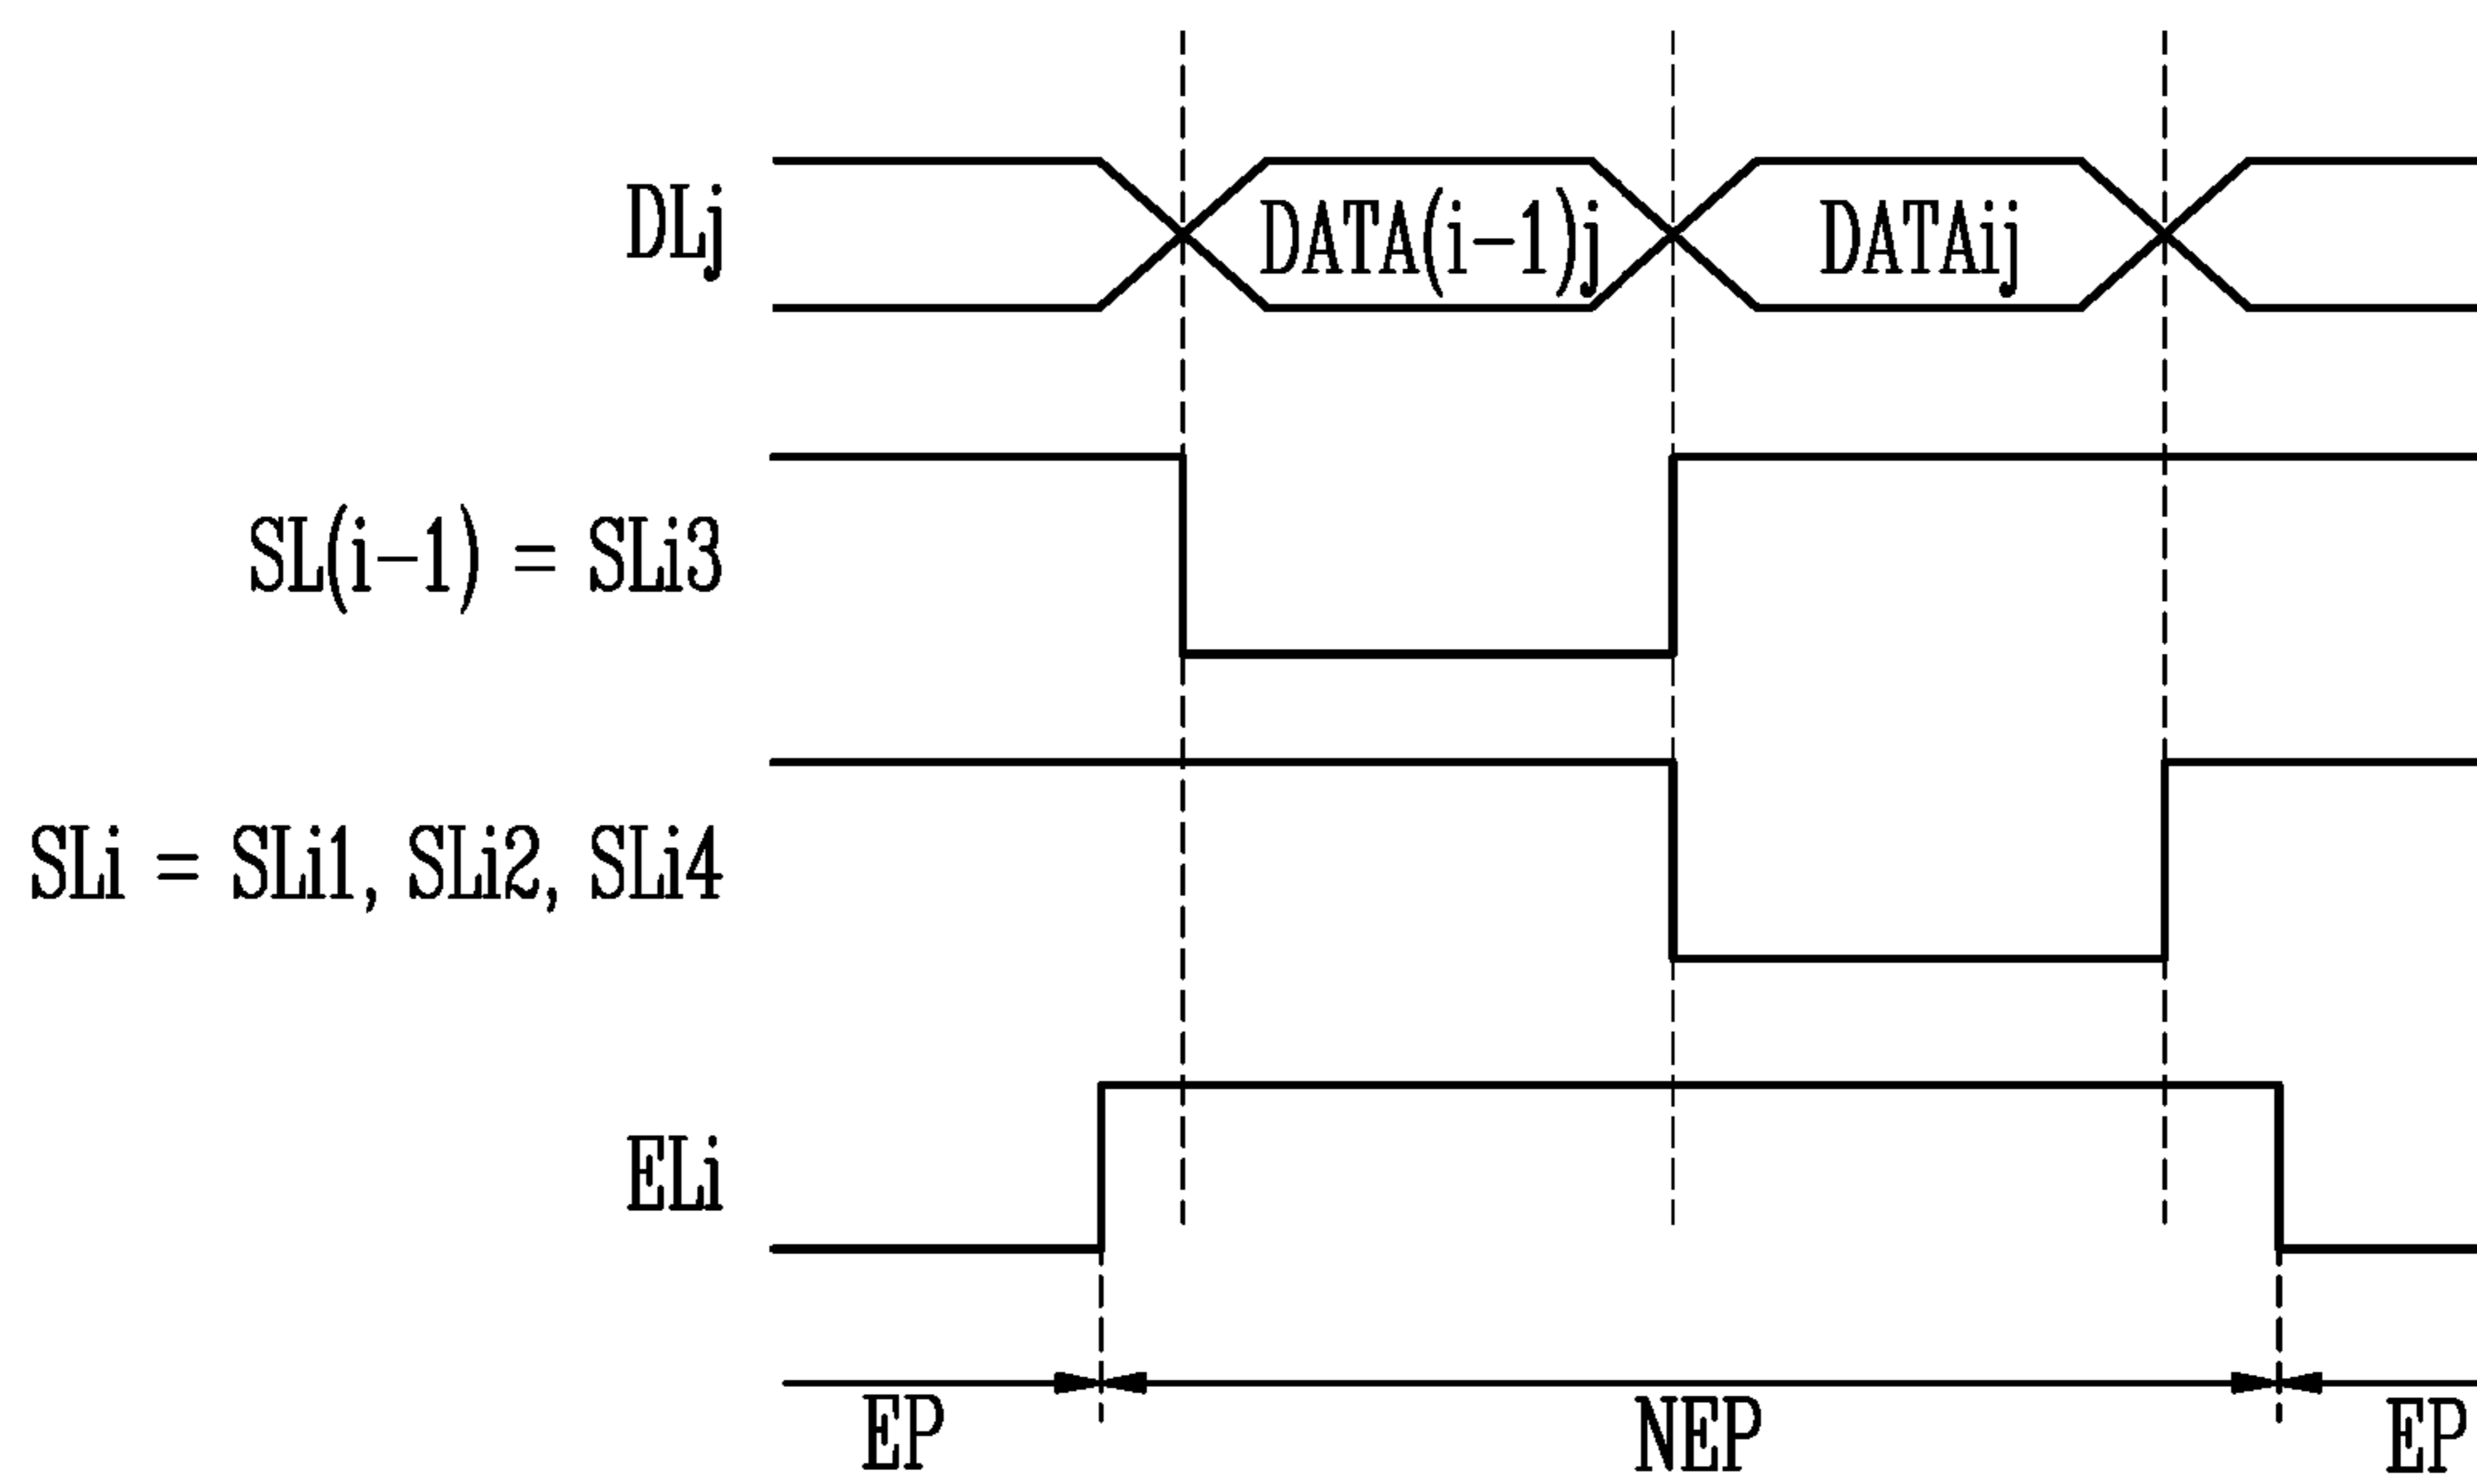 DLj
DATA(i-1)j
DATAij
SL(i-1) = SLi3
SLi = SLi1, SLi2, SLi4
ELi
EP
NEP
EP